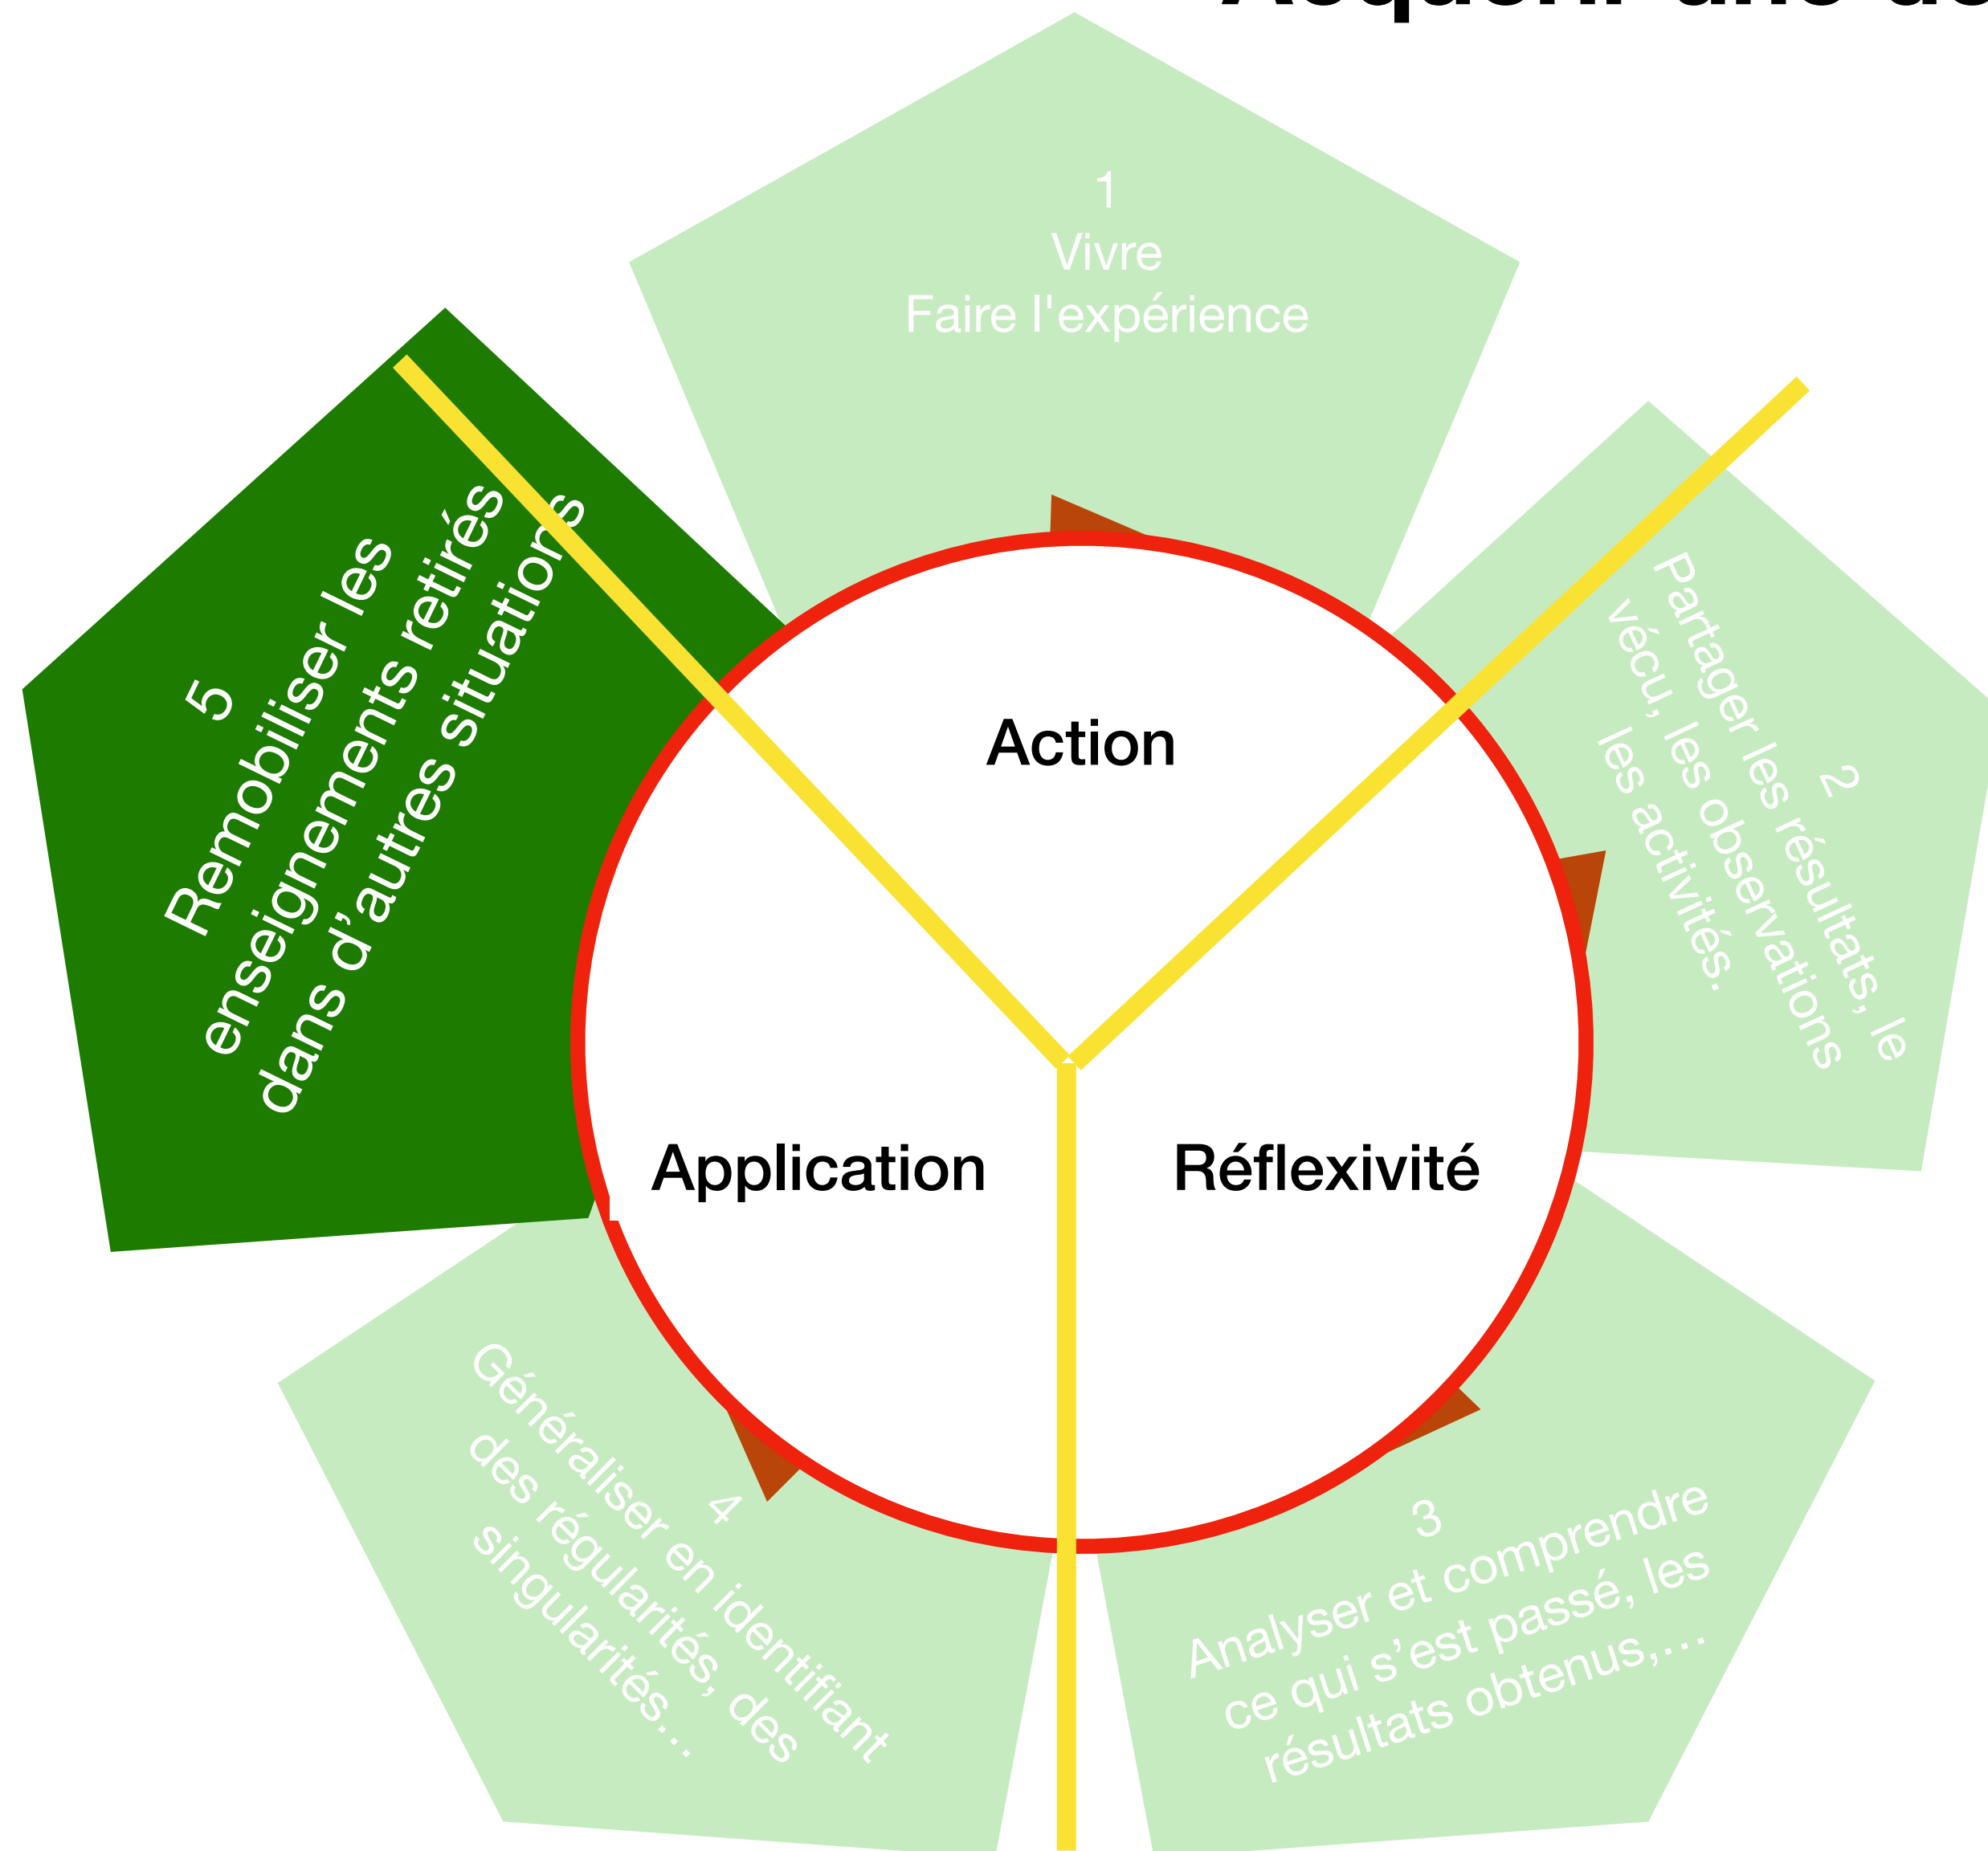 1
Vivre
Faire l'expérience
2
Partager les résultats, le
vécu, les observations
les activités.
3
Analyser et comprendre
ce qui s'est passé, les
résultats obtenus,...
4
Généraliser en identifiant
des régularités, des
singularités...
5
Remobiliser les
enseignements retirés
dans d'autres situations
Action
Application
Réflexivité